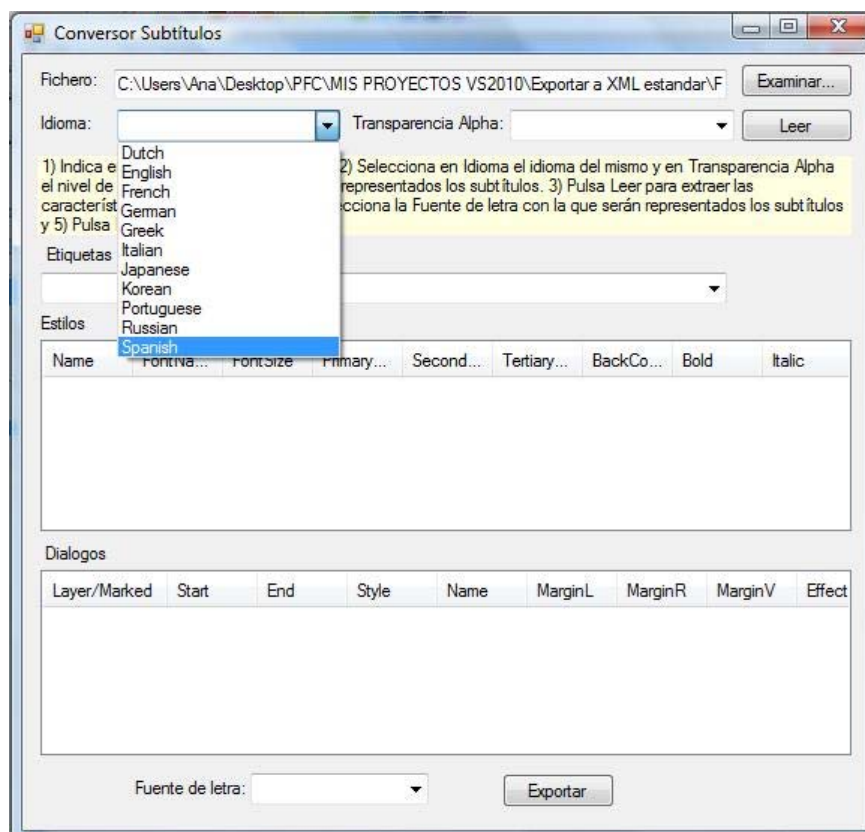 Conversor Subtítulos
Fichero: C:\Users\Ana\Desktop\PFC\MIS PROYECTOS VS2010\Exportar a XML estandar\F Examinar...
Idioma: Transparencia Alpha: Leer
Dutch
English
French
German
Greek
Italian
Japanese
Korean
Portuguese
Russian
Spanish
1) Indica e 2) Selecciona en Idioma el idioma del mismo y en Transparencia Alpha
el nivel de representados los subtítulos. 3) Pulsa Leer para extraer las
característ ecciona la Fuente de letra con la que serán representados los subtítulos
y 5) Pulsa
Etiquetas
Estilos
Name FontNa... FontSize Primary... Second... Tertiary... BackCo... Bold Italic
Dialogos
Layer/Marked Start End Style Name MarginL MarginR MarginV Effect
Fuente de letra: Exportar